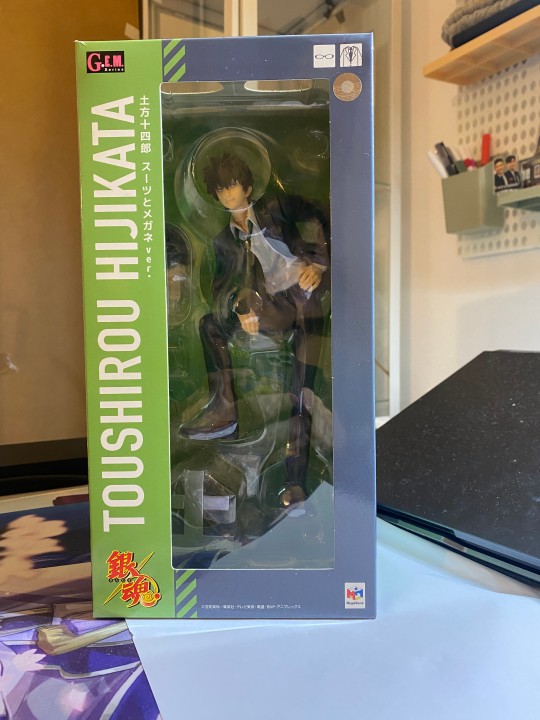 G.E.M.
Series
土方十四郎 スーツとメガネver.
TOUSHIROU HIJIKATA
銀魂
MegaHouse